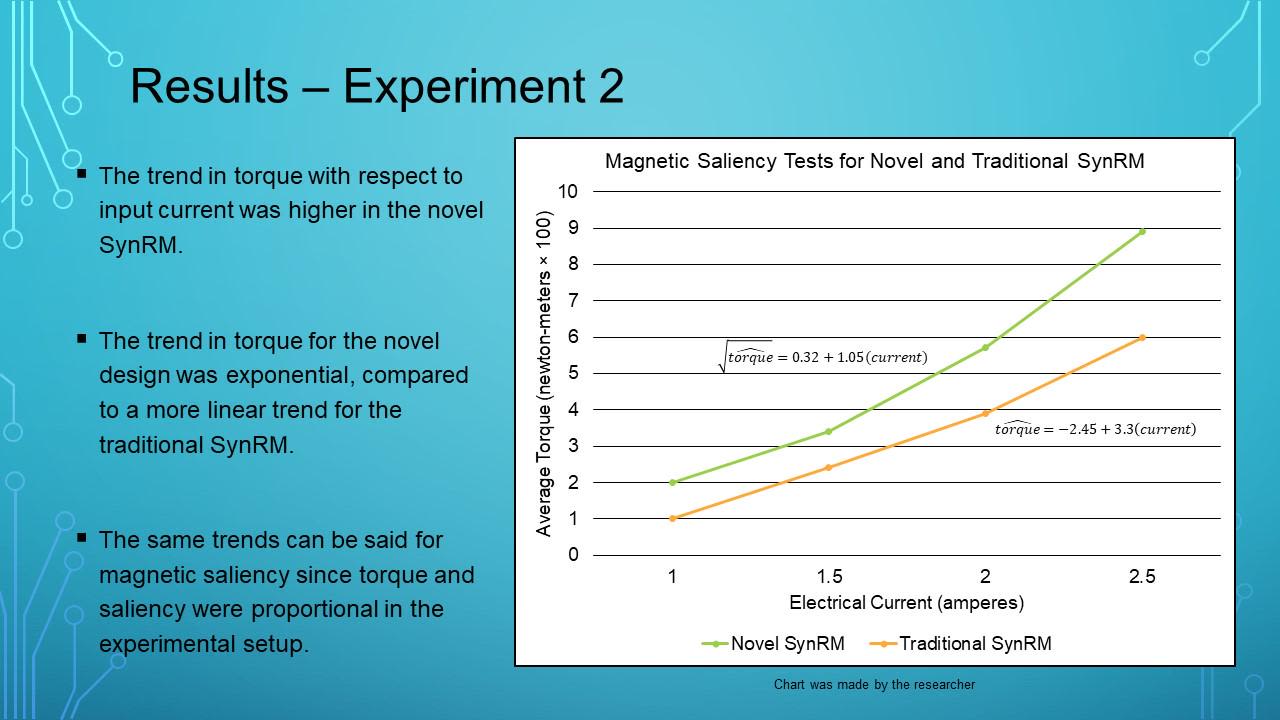 Results – Experiment 2
▪ The trend in torque with respect to
input current was higher in the novel
SynRM.
▪ The trend in torque for the novel
design was exponential, compared
to a more linear trend for the
traditional SynRM.
▪ The same trends can be said for
magnetic saliency since torque and
saliency were proportional in the
experimental setup.
Magnetic Saliency Tests for Novel and Traditional SynRM
Average Torque (newton-meters × 100)
10
9
8
7
6
5
4
3
2
1
0
√(torque)̂ = 0.32 + 1.05(current)
(torque)̂ = −2.45 + 3.3(current)
1 1.5 2 2.5
Electrical Current (amperes)
Novel SynRM Traditional SynRM
Chart was made by the researcher